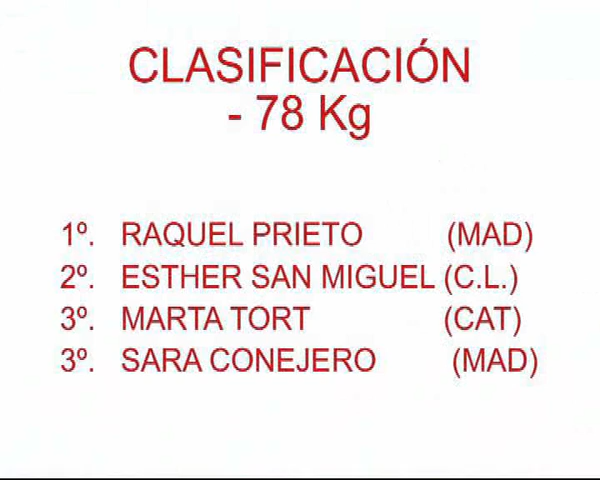 CLASIFICACIÓN
- 78 Kg
1º. RAQUEL PRIETO (MAD)
2º. ESTHER SAN MIGUEL (C.L.)
3º. MARTA TORT (CAT)
3º. SARA CONEJERO (MAD)